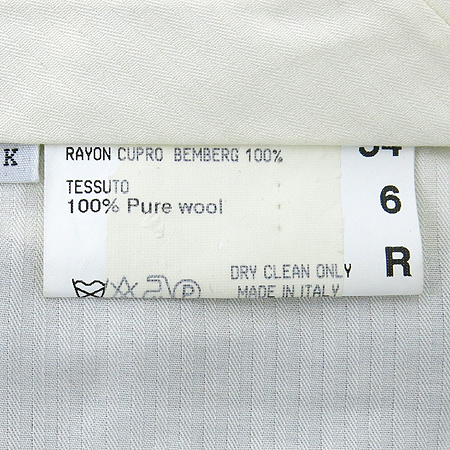 K
RAYON CUPRO BEMBERG 100%
TESSUTO
100% Pure wool
6
R
DRY CLEAN ONLY
MADE IN ITALY
P